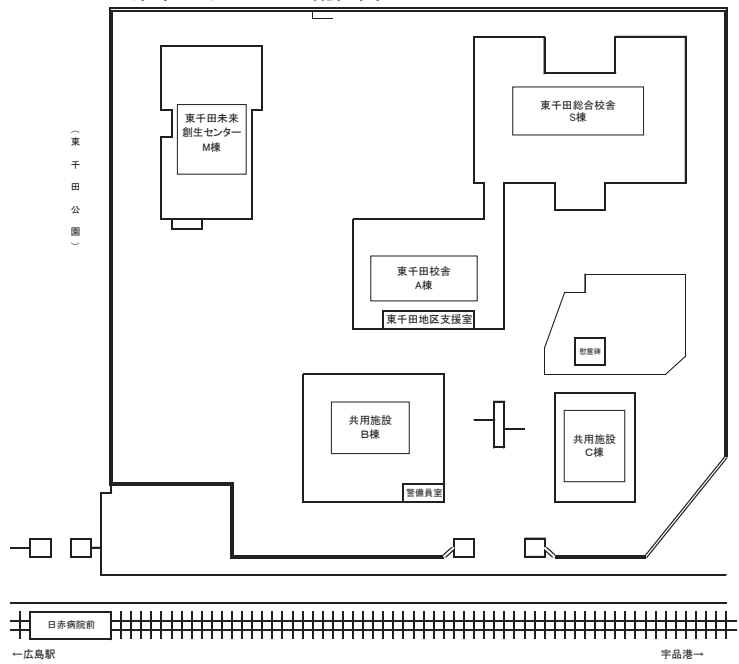 東千田未来
創生センター
M棟
東千田総合校舎
S棟
（東千田公園）
東千田校舎
A棟
東千田地区支援室
慰霊碑
共用施設
B棟
共用施設
C棟
警備員室
日赤病院前
←広島駅
宇品港→